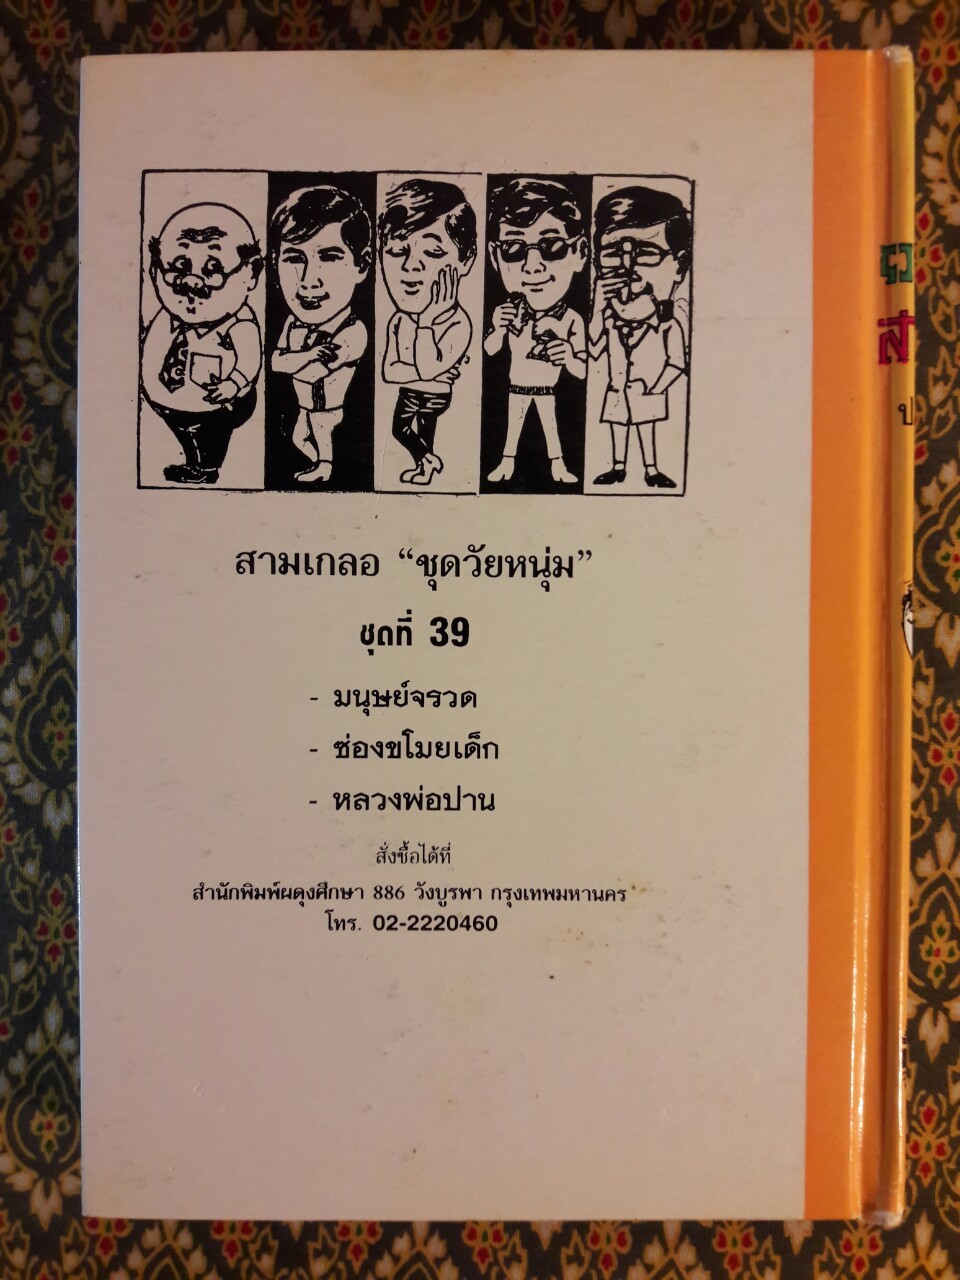 สามเกลอ “ชุดวัยหนุ่ม”
ชุดที่ 39
- มนุษย์จรวด
- ซ่องขโมยเด็ก
- หลวงพ่อปาน
สั่งซื้อได้ที่
สำนักพิมพ์ผดุงศึกษา 886 วังบูรพา กรุงเทพมหานคร
โทร. 02-2220460